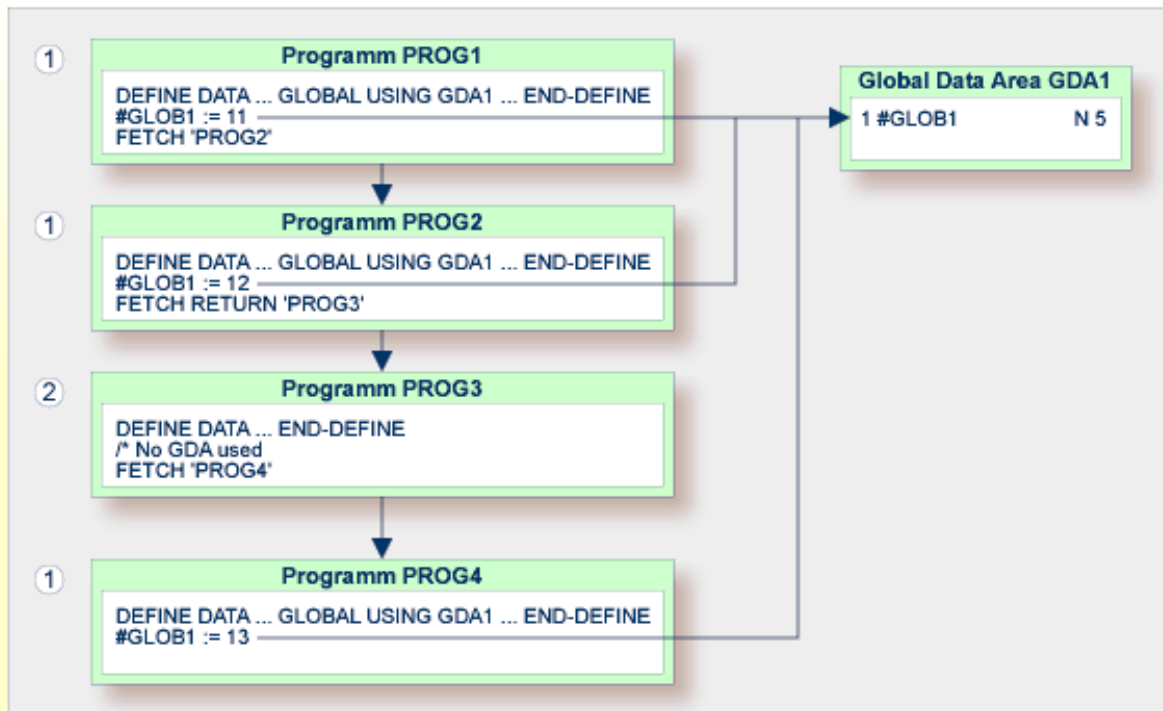 1
Programm PROG1
DEFINE DATA ... GLOBAL USING GDA1 ... END-DEFINE
#GLOB1 := 11
FETCH 'PROG2'
Global Data Area GDA1
1 #GLOB1 N 5
1
Programm PROG2
DEFINE DATA ... GLOBAL USING GDA1 ... END-DEFINE
#GLOB1 := 12
FETCH RETURN 'PROG3'
2
Programm PROG3
DEFINE DATA ... END-DEFINE
/* No GDA used
FETCH 'PROG4'
1
Programm PROG4
DEFINE DATA ... GLOBAL USING GDA1 ... END-DEFINE
#GLOB1 := 13